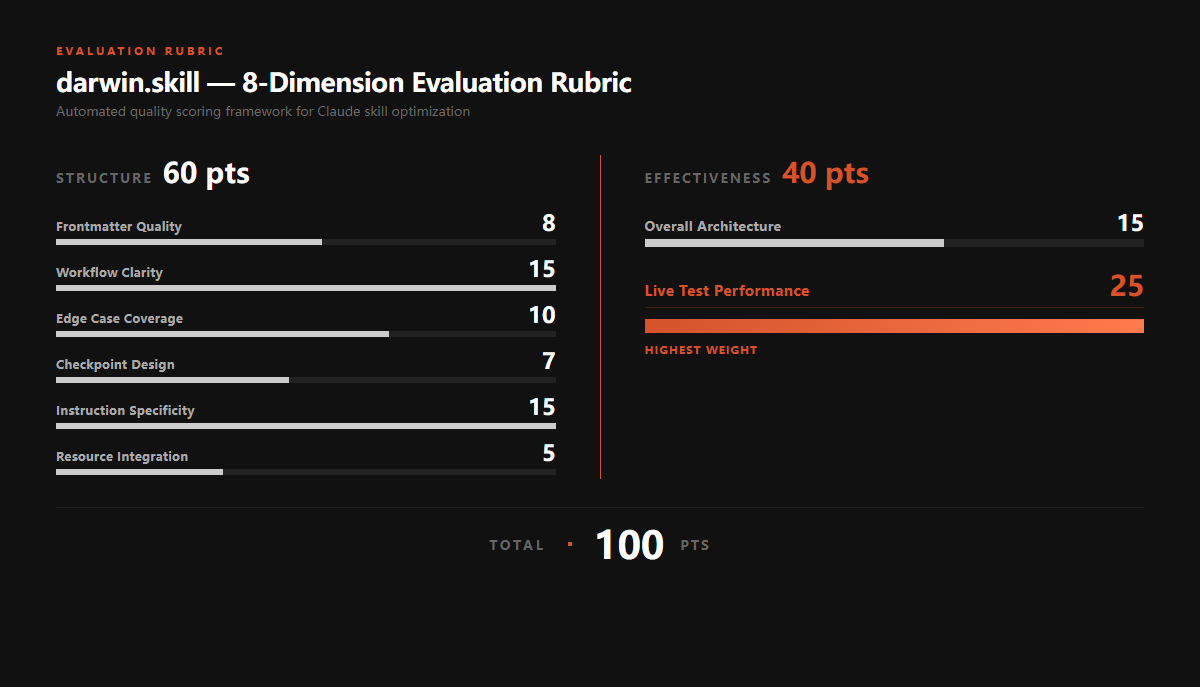 EVALUATION RUBRIC
darwin.skill — 8-Dimension Evaluation Rubric
Automated quality scoring framework for Claude skill optimization
STRUCTURE 60 pts
Frontmatter Quality 8
Workflow Clarity 15
Edge Case Coverage 10
Checkpoint Design 7
Instruction Specificity 15
Resource Integration 5
EFFECTIVENESS 40 pts
Overall Architecture 15
Live Test Performance 25
HIGHEST WEIGHT
TOTAL · 100 PTS